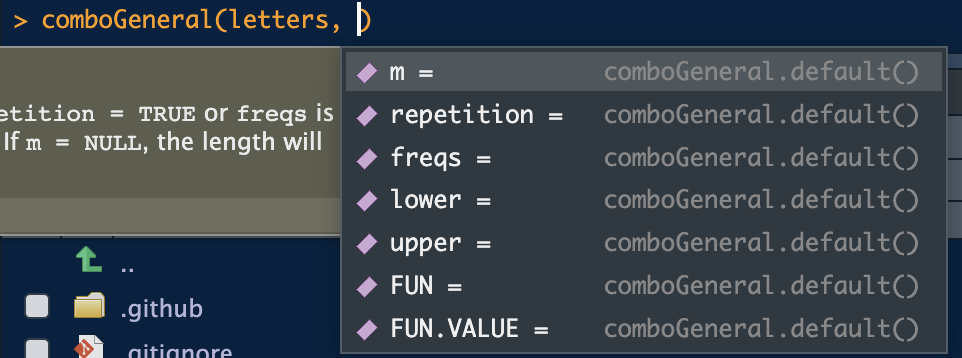 > comboGeneral(letters, )
m = comboGeneral.default()
repetition = comboGeneral.default()
freqs = comboGeneral.default()
lower = comboGeneral.default()
upper = comboGeneral.default()
FUN = comboGeneral.default()
FUN.VALUE = comboGeneral.default()
etition = TRUE or freqs is
If m = NULL, the length will
..
.github
.gitignore